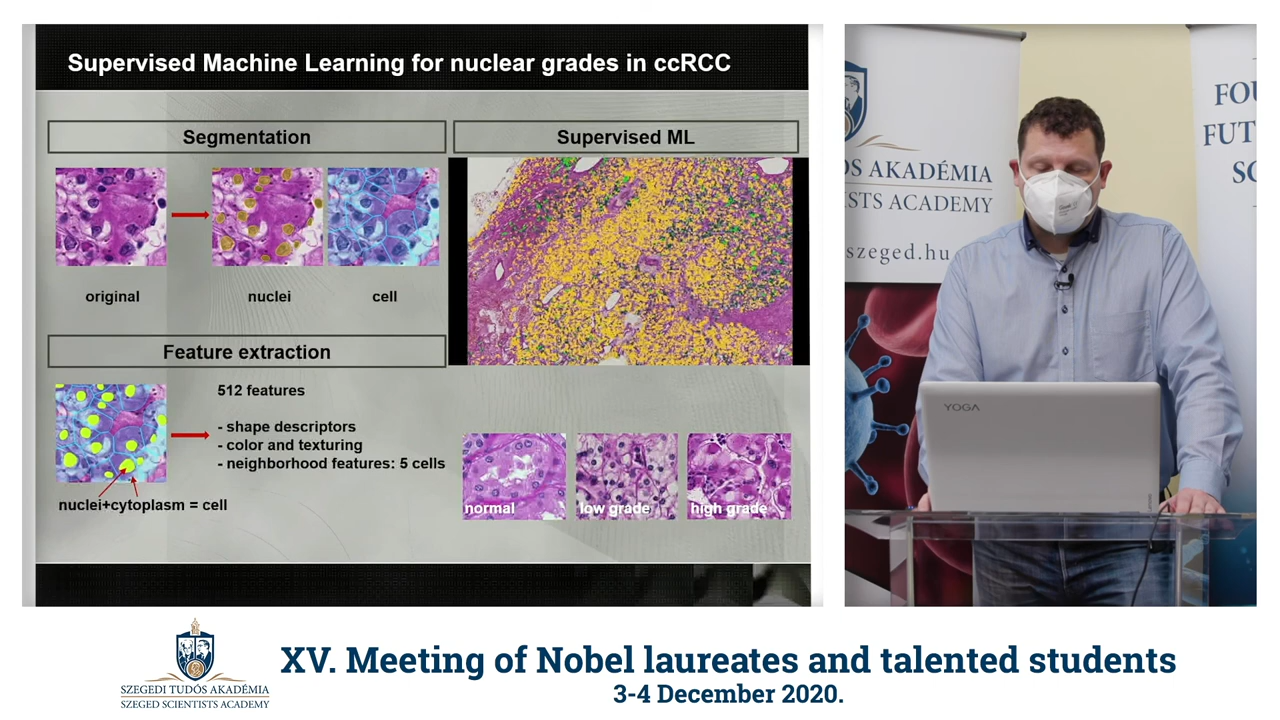 Supervised Machine Learning for nuclear grades in ccRCC
Segmentation
original
nuclei
cell
Feature extraction
512 features
- shape descriptors
- color and texturing
- neighborhood features: 5 cells
nuclei+cytoplasm = cell
Supervised ML
normal
low grade
high grade
ÓS AKADÉMIA
ISTS ACADEMY
szeged.hu
FOU
FUT
SC
YOGA
SZEGEDI TUDÓS AKADÉMIA
SZEGED SCIENTISTS ACADEMY
XV. Meeting of Nobel laureates and talented students
3-4 December 2020.